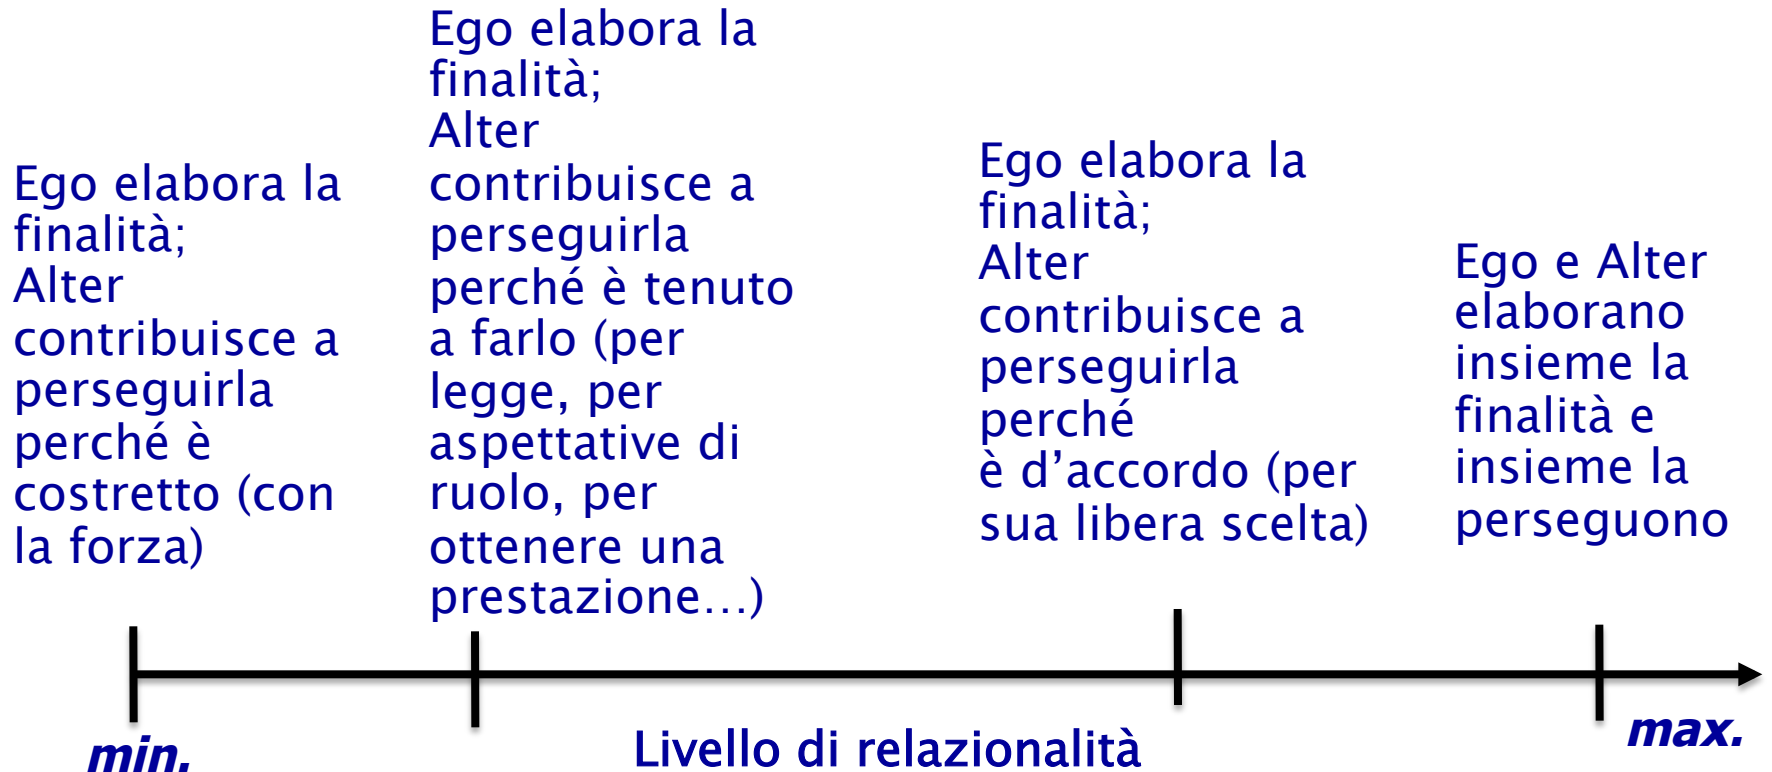 Ego elabora la
finalità;
Alter
contribuisce a
perseguirla
perché è
costretto (con
la forza)
Ego elabora la
finalità;
Alter
contribuisce a
perseguirla
perché è tenuto
a farlo (per
legge, per
aspettative di
ruolo, per
ottenere una
prestazione…)
Ego elabora la
finalità;
Alter
contribuisce a
perseguirla
perché
è d’accordo (per
sua libera scelta)
Ego e Alter
elaborano
insieme la
finalità e
insieme la
perseguono
min.
Livello di relazionalità
max.